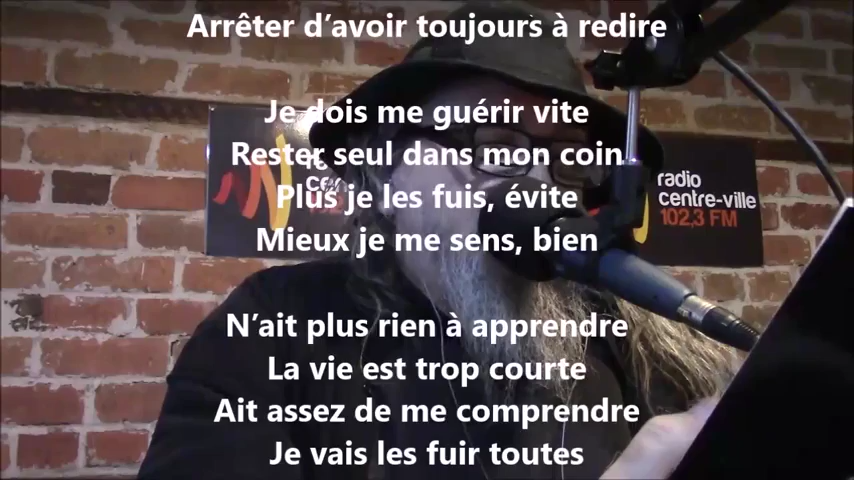 Arrêter d’avoir toujours à redire
Je dois me guérir vite
Rester seul dans mon coin
Plus je les fuis, évite
Mieux je me sens, bien
N’ait plus rien à apprendre
La vie est trop courte
Ait assez de me comprendre
Je vais les fuir toutes
radio
centre-ville
102,3 FM